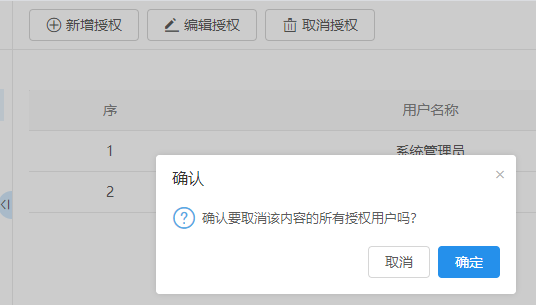 新增授权 编辑授权 取消授权
序 用户名称
1 系统管理员
2
确认
确认要取消该内容的所有授权用户吗?
取消 确定